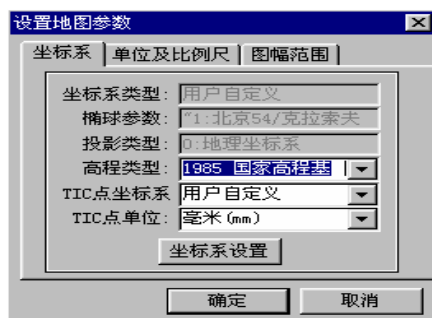 设置地图参数
坐标系 单位及比例尺 图幅范围
坐标系类型: 用户自定义
椭球参数: "1:北京54/克拉索夫
投影类型: 0:地理坐标系
高程类型: 1985 国家高程基
TIC点坐标系 用户自定义
TIC点单位: 毫米(mm)
坐标系设置
确定 取消